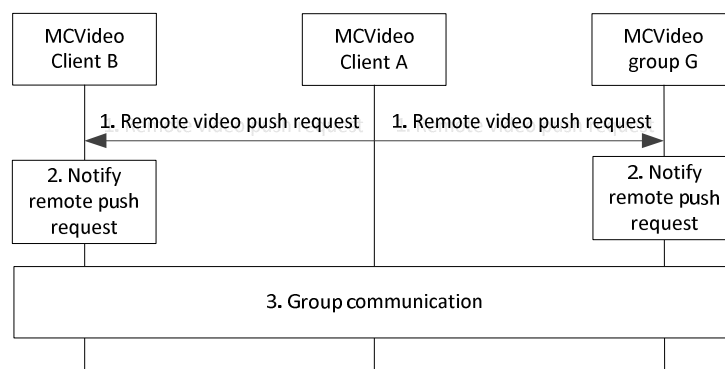 MCVideo
Client B
MCVideo
Client A
MCVideo
group G
1. Remote video push request
1. Remote video push request
2. Notify
remote push
request
2. Notify
remote push
request
3. Group communication